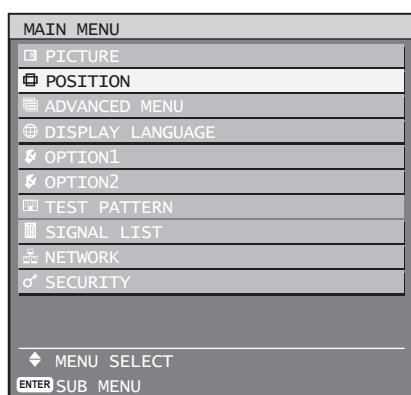 MAIN MENU
PICTURE
POSITION
ADVANCED MENU
DISPLAY LANGUAGE
OPTION1
OPTION2
TEST PATTERN
SIGNAL LIST
NETWORK
SECURITY
MENU SELECT
ENTER SUB MENU